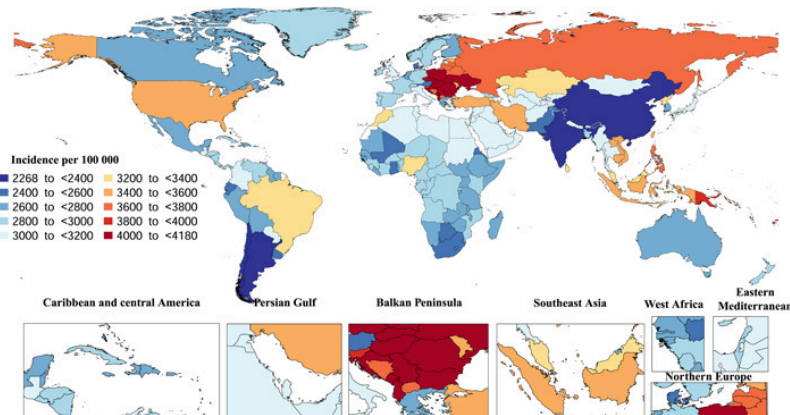 Incidence per 100 000
2268 to <2400
2400 to <2600
2600 to <2800
2800 to <3000
3000 to <3200
3200 to <3400
3400 to <3600
3600 to <3800
3800 to <4000
4000 to <4180
Caribbean and central America
Persian Gulf
Balkan Peninsula
Southeast Asia
West Africa
Eastern
Mediterranean
Northern Europe